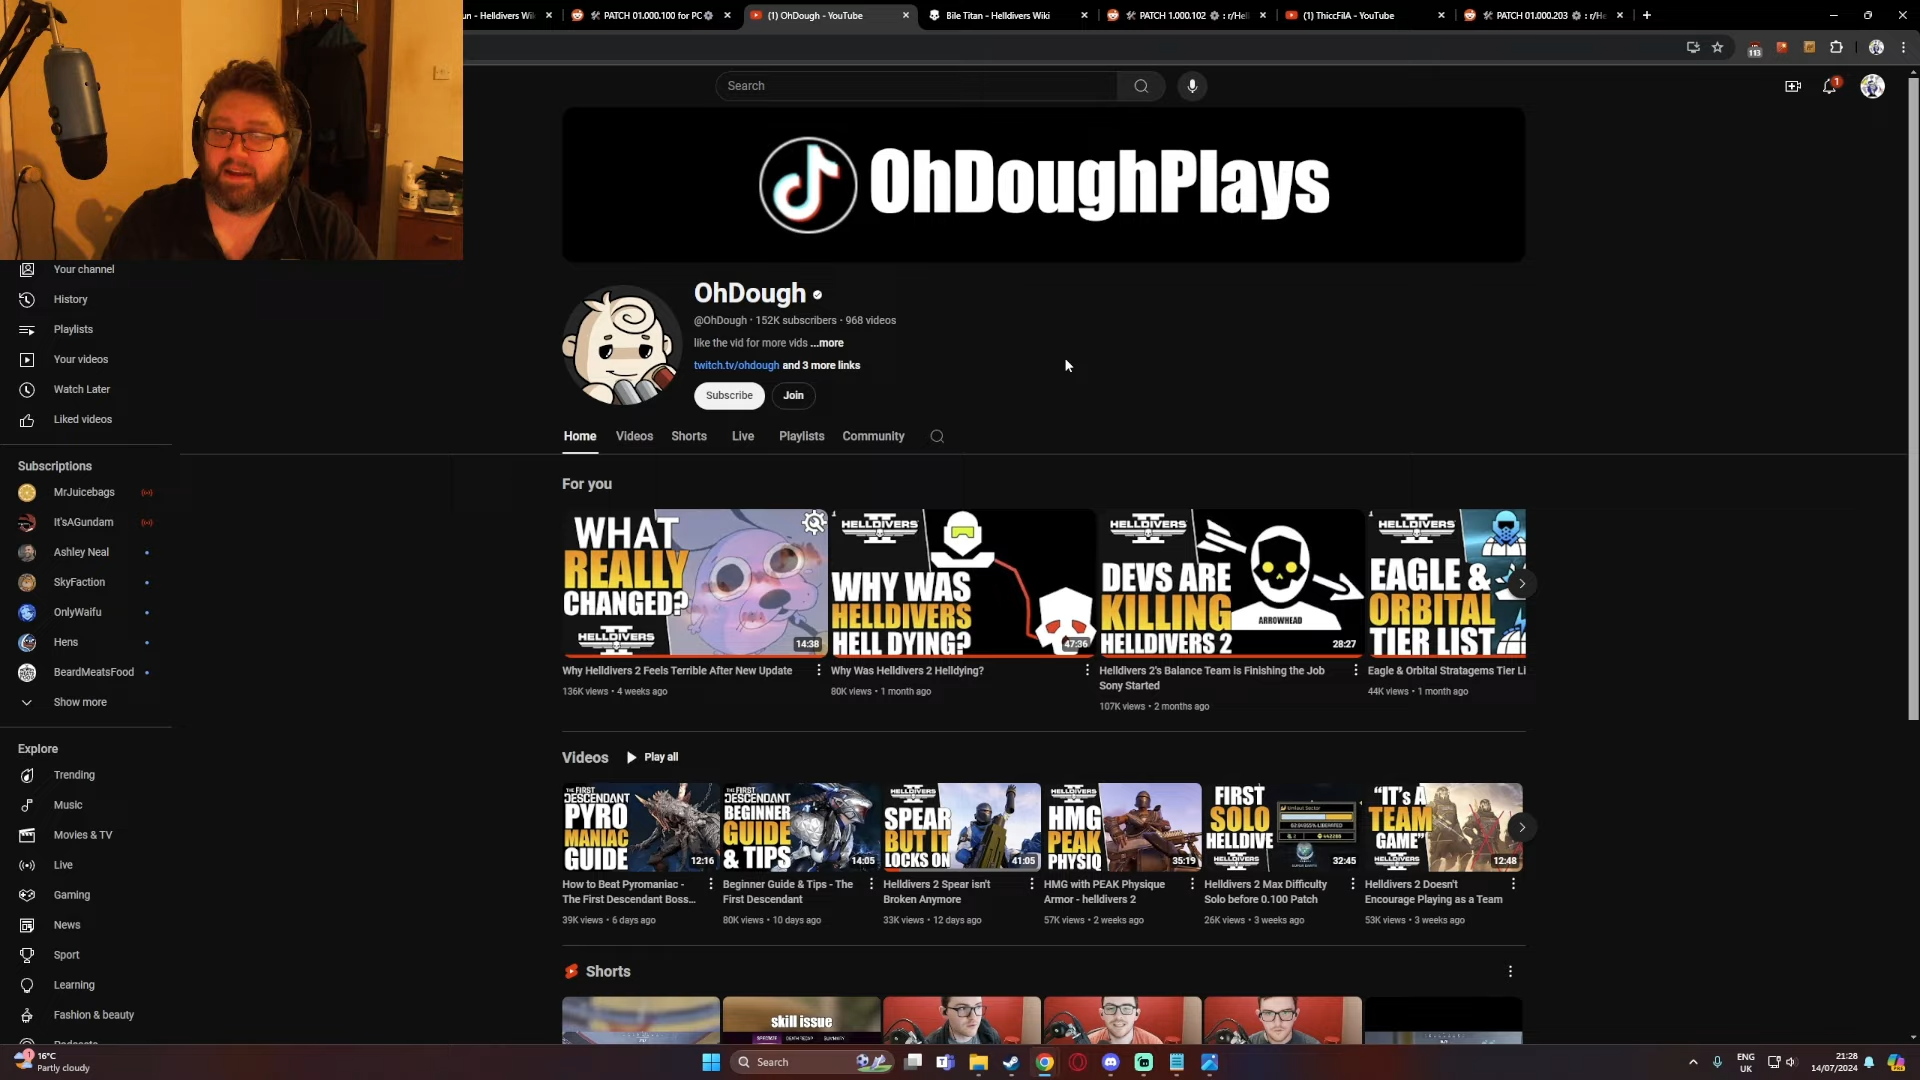 un - Helldivers Wi
PATCH 01.000.100 for PC
(1) OhDough - YouTube
Bile Titan - Helldivers Wiki
PATCH 1.000.102 : r/Hel
(1) ThiccFilA - YouTube
PATCH 01.000.203 : r/He
113
Search
1
OhDoughPlays
OhDough
@OhDough · 152K subscribers · 968 videos
like the vid for more vids ...more
twitch.tv/ohdough and 3 more links
Subscribe
Join
Home
Videos
Shorts
Live
Playlists
Community
Your channel
History
Playlists
Your videos
Watch Later
Liked videos
Subscriptions
MrJuicebags
It'sAGundam
Ashley Neal
SkyFaction
OnlyWaifu
Hens
BeardMeatsFood
Show more
Explore
Trending
Music
Movies & TV
Live
Gaming
News
Sport
Learning
Fashion & beauty
Podcasts
For you
WHAT
REALLY
CHANGED?
HELLDIVERS
14:38
Why Helldivers 2 Feels Terrible After New Update
136K views · 4 weeks ago
HELLDIVERS
WHY WAS
HELLDIVERS
HELL DYING?
47:36
Why Was Helldivers 2 Helldying?
80K views · 1 month ago
HELLDIVERS
DEVS ARE
KILLING
HELLDIVERS 2
ARROWHEAD
28:27
Helldivers 2's Balance Team is Finishing the Job
Sony Started
107K views · 2 months ago
HELLDIVERS
EAGLE &
ORBITAL
TIER LIST
Eagle & Orbital Stratagems Tier Li
44K views · 1 month ago
Videos
Play all
THE FIRST
DESCENDANT
PYRO
MANIAC
GUIDE
12:16
How to Beat Pyromaniac -
The First Descendant Boss...
39K views · 6 days ago
THE FIRST
DESCENDANT
BEGINNER
GUIDE
& TIPS
14:05
Beginner Guide & Tips - The
First Descendant
80K views · 10 days ago
HELLDIVERS
SPEAR
BUT IT
LOCKS ON
41:05
Helldivers 2 Spear isn't
Broken Anymore
33K views · 12 days ago
HELLDIVERS
HMG
PEAK
PHYSIQ
35:19
HMG with PEAK Physique
Armor - helldivers 2
57K views · 2 weeks ago
FIRST
SOLO
HELLDIVE
HELLDIVERS
32:45
Helldivers 2 Max Difficulty
Solo before 0.100 Patch
26K views · 3 weeks ago
"IT's A
TEAM
GAME"
HELLDIVERS
12:48
Helldivers 2 Doesn't
Encourage Playing as a Team
53K views · 3 weeks ago
Shorts
skill issue
1
16°C
Partly cloudy
Search
ENG
UK
21:28
14/07/2024